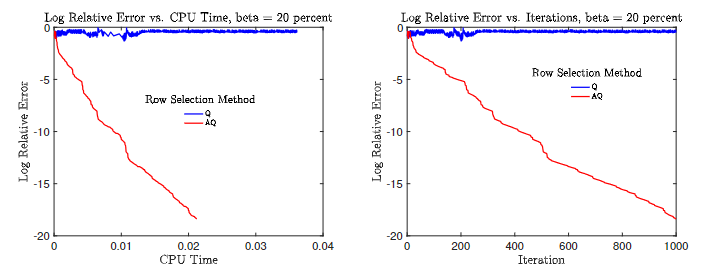 Log Relative Error vs. CPU Time, beta = 20 percent
Log Relative Error
0
-5
-10
-15
-20
Row Selection Method
Q
AQ
0
0.01
0.02
0.03
0.04
CPU Time
Log Relative Error vs. Iterations, beta = 20 percent
Log Relative Error
0
-5
-10
-15
-20
Row Selection Method
Q
AQ
0
200
400
600
800
1000
Iteration